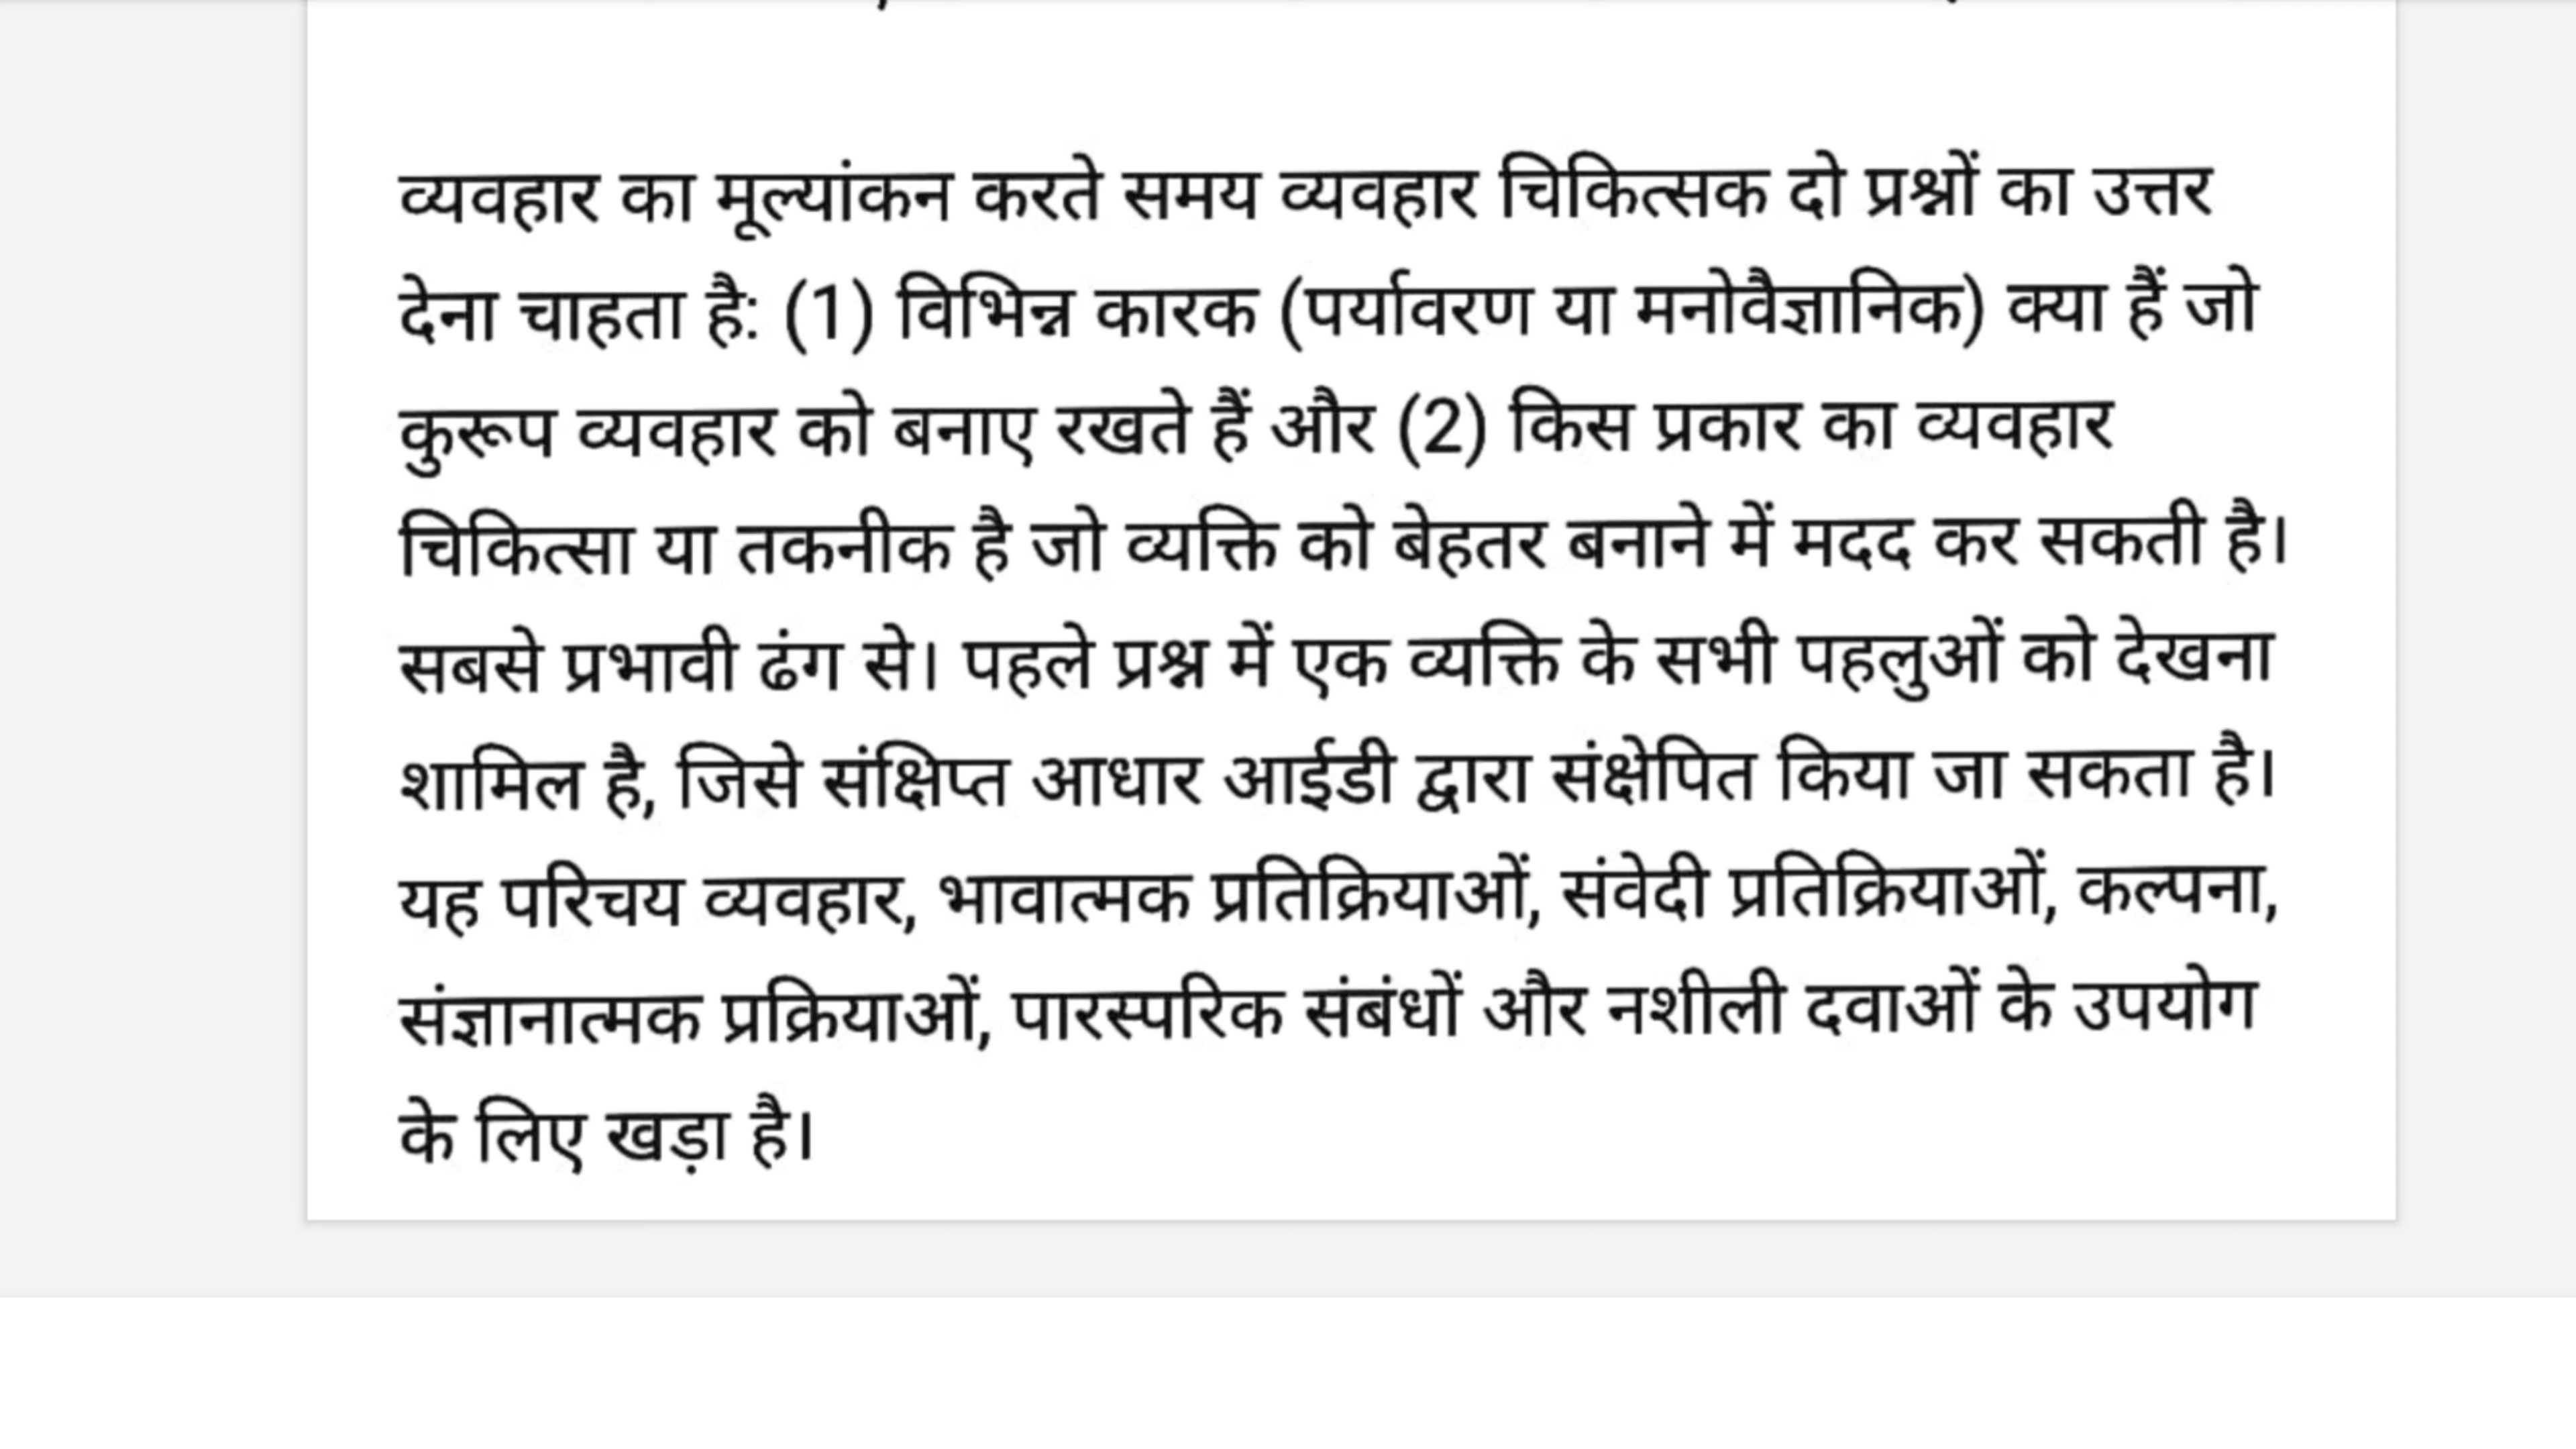 व्यवहार का मूल्यांकन करते समय व्यवहार चिकित्सक दो प्रश्नों का उत्तर
देना चाहता है: (1) विभिन्न कारक (पर्यावरण या मनोवैज्ञानिक) क्या हैं जो
कुरूप व्यवहार को बनाए रखते हैं और (2) किस प्रकार का व्यवहार
चिकित्सा या तकनीक है जो व्यक्ति को बेहतर बनाने में मदद कर सकती है।
सबसे प्रभावी ढंग से। पहले प्रश्न में एक व्यक्ति के सभी पहलुओं को देखना
शामिल है, जिसे संक्षिप्त आधार आईडी द्वारा संक्षेपित किया जा सकता है।
यह परिचय व्यवहार, भावात्मक प्रतिक्रियाओं, संवेदी प्रतिक्रियाओं, कल्पना,
संज्ञानात्मक प्रक्रियाओं, पारस्परिक संबंधों और नशीली दवाओं के उपयोग
के लिए खड़ा है।